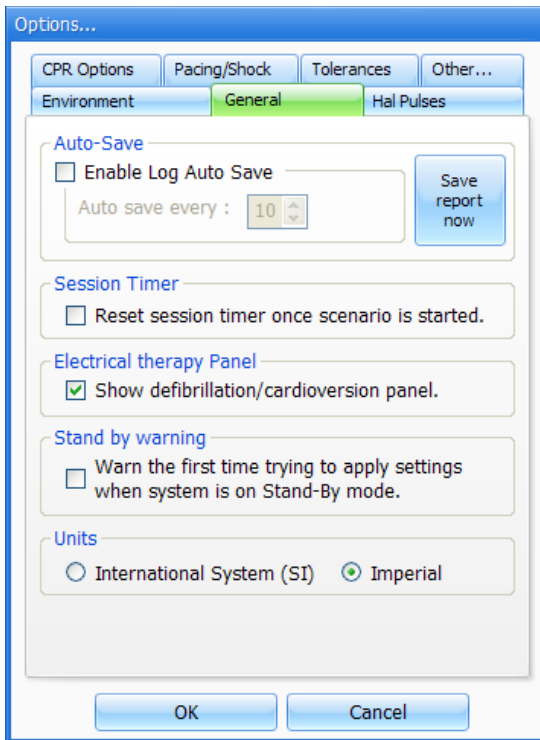 Options...
CPR Options
Pacing/Shock
Tolerances
Other...
Environment
General
Hal Pulses
Auto-Save
Enable Log Auto Save
Auto save every :
10
Save
report
now
Session Timer
Reset session timer once scenario is started.
Electrical therapy Panel
Show defibrillation/cardioversion panel.
Stand by warning
Warn the first time trying to apply settings
when system is on Stand-By mode.
Units
International System (SI)
Imperial
OK
Cancel